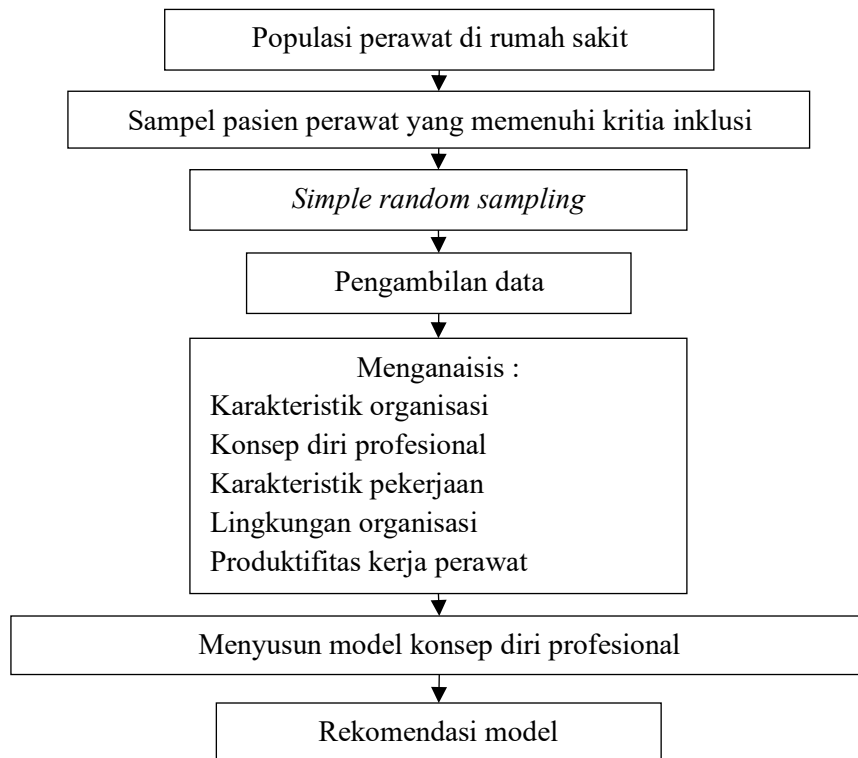 Populasi perawat di rumah sakit
Sampel pasien perawat yang memenuhi kritia inklusi
Simple random sampling
Pengambilan data
Menganaisis :
Karakteristik organisasi
Konsep diri profesional
Karakteristik pekerjaan
Lingkungan organisasi
Produktifitas kerja perawat
Menyusun model konsep diri profesional
Rekomendasi model